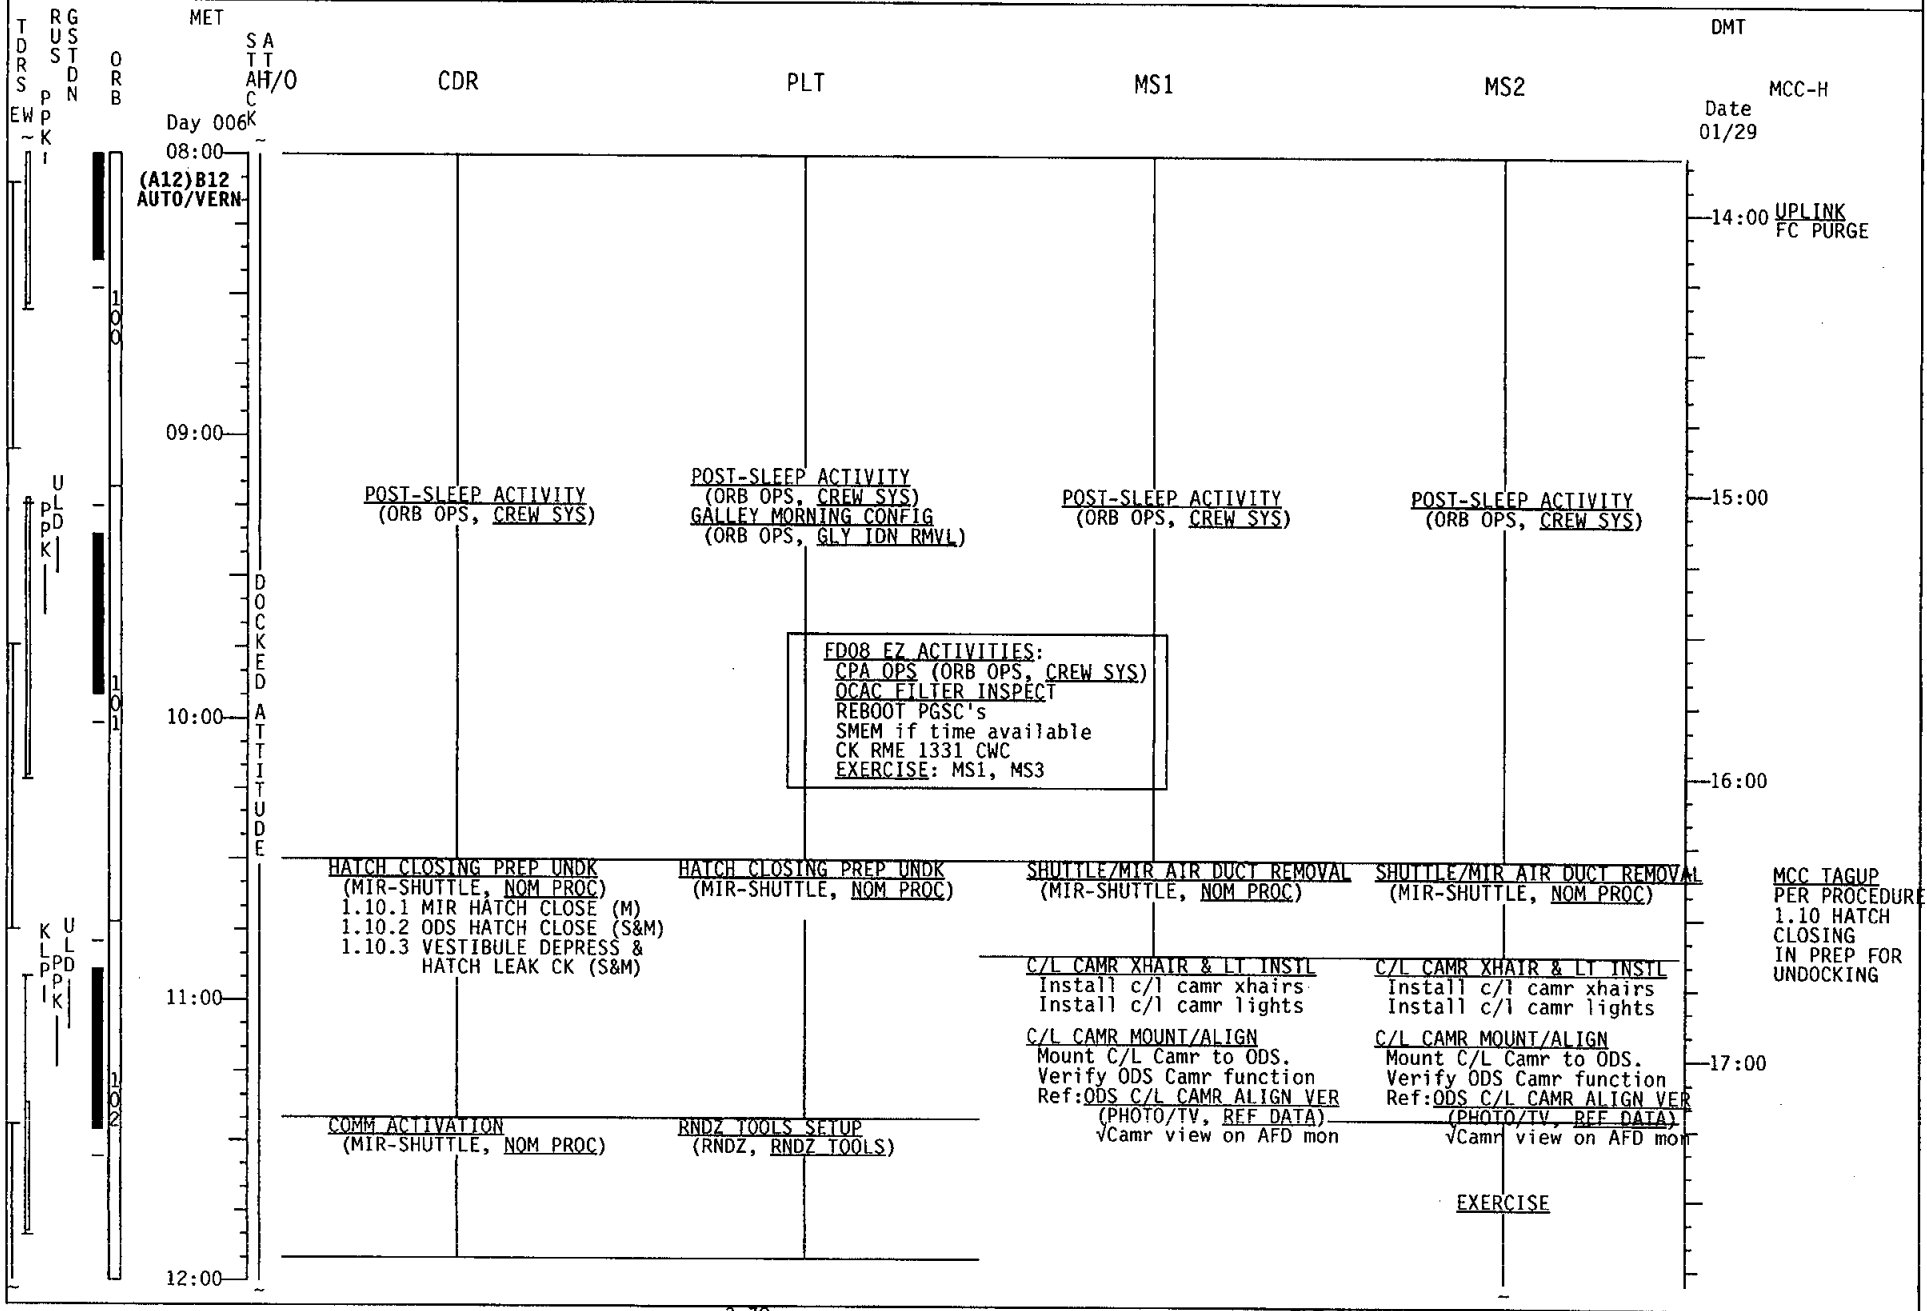 MET
DMT
TDRS
EW
RUS
GSTDN
PPK
ORB
STACK
ATT
H/O
CDR
PLT
MS1
MS2
MCC-H
Day 006
Date
01/29
08:00
(A12)B12
AUTO/VERN
14:00 UPLINK
FC PURGE
100
09:00
ULD
PPK
POST-SLEEP ACTIVITY
(ORB OPS, CREW SYS)
POST-SLEEP ACTIVITY
(ORB OPS, CREW SYS)
GALLEY MORNING CONFIG
(ORB OPS, GLY IDN RMVL)
POST-SLEEP ACTIVITY
(ORB OPS, CREW SYS)
POST-SLEEP ACTIVITY
(ORB OPS, CREW SYS)
15:00
DOCKED ATTITUDE
101
10:00
FD08 EZ ACTIVITIES:
CPA OPS (ORB OPS, CREW SYS)
OCAC FILTER INSPECT
REBOOT PGSC's
SMEM if time available
CK RME 1331 CWC
EXERCISE: MS1, MS3
16:00
HATCH CLOSING PREP UNDK
(MIR-SHUTTLE, NOM PROC)
1.10.1 MIR HATCH CLOSE (M)
1.10.2 ODS HATCH CLOSE (S&M)
1.10.3 VESTIBULE DEPRESS &
HATCH LEAK CK (S&M)
HATCH CLOSING PREP UNDK
(MIR-SHUTTLE, NOM PROC)
SHUTTLE/MIR AIR DUCT REMOVAL
(MIR-SHUTTLE, NOM PROC)
SHUTTLE/MIR AIR DUCT REMOVAL
(MIR-SHUTTLE, NOM PROC)
MCC TAGUP
PER PROCEDURE
1.10 HATCH
CLOSING
IN PREP FOR
UNDOCKING
KLP
ULD
PPK
11:00
C/L CAMR XHAIR & LT INSTL
Install c/l camr xhairs
Install c/l camr lights
C/L CAMR MOUNT/ALIGN
Mount C/L Camr to ODS.
Verify ODS Camr function
Ref:ODS C/L CAMR ALIGN VER
(PHOTO/TV, REF DATA)
√Camr view on AFD mon
C/L CAMR XHAIR & LT INSTL
Install c/l camr xhairs
Install c/l camr lights
C/L CAMR MOUNT/ALIGN
Mount C/L Camr to ODS.
Verify ODS Camr function
Ref:ODS C/L CAMR ALIGN VER
(PHOTO/TV, REF DATA)
√Camr view on AFD mon
17:00
102
COMM ACTIVATION
(MIR-SHUTTLE, NOM PROC)
RNDZ TOOLS SETUP
(RNDZ, RNDZ TOOLS)
EXERCISE
12:00